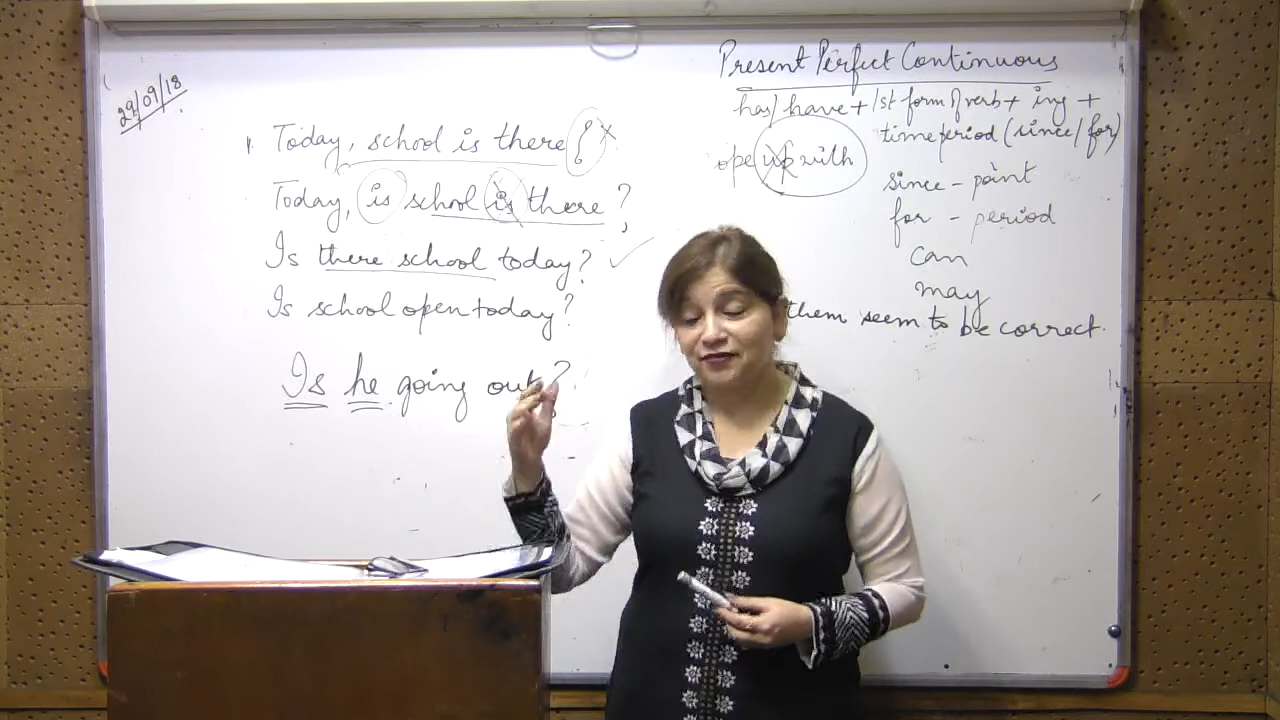 29/09/18
1. Today, school is there?
Today, is school is there?
Is there school today?
Is school open today?
Is he going out?
Present Perfect Continuous
has/have + 1st form of verb + ing +
time period (since/for)
ope up with
since - point
for - period
can
may
them seem to be correct.